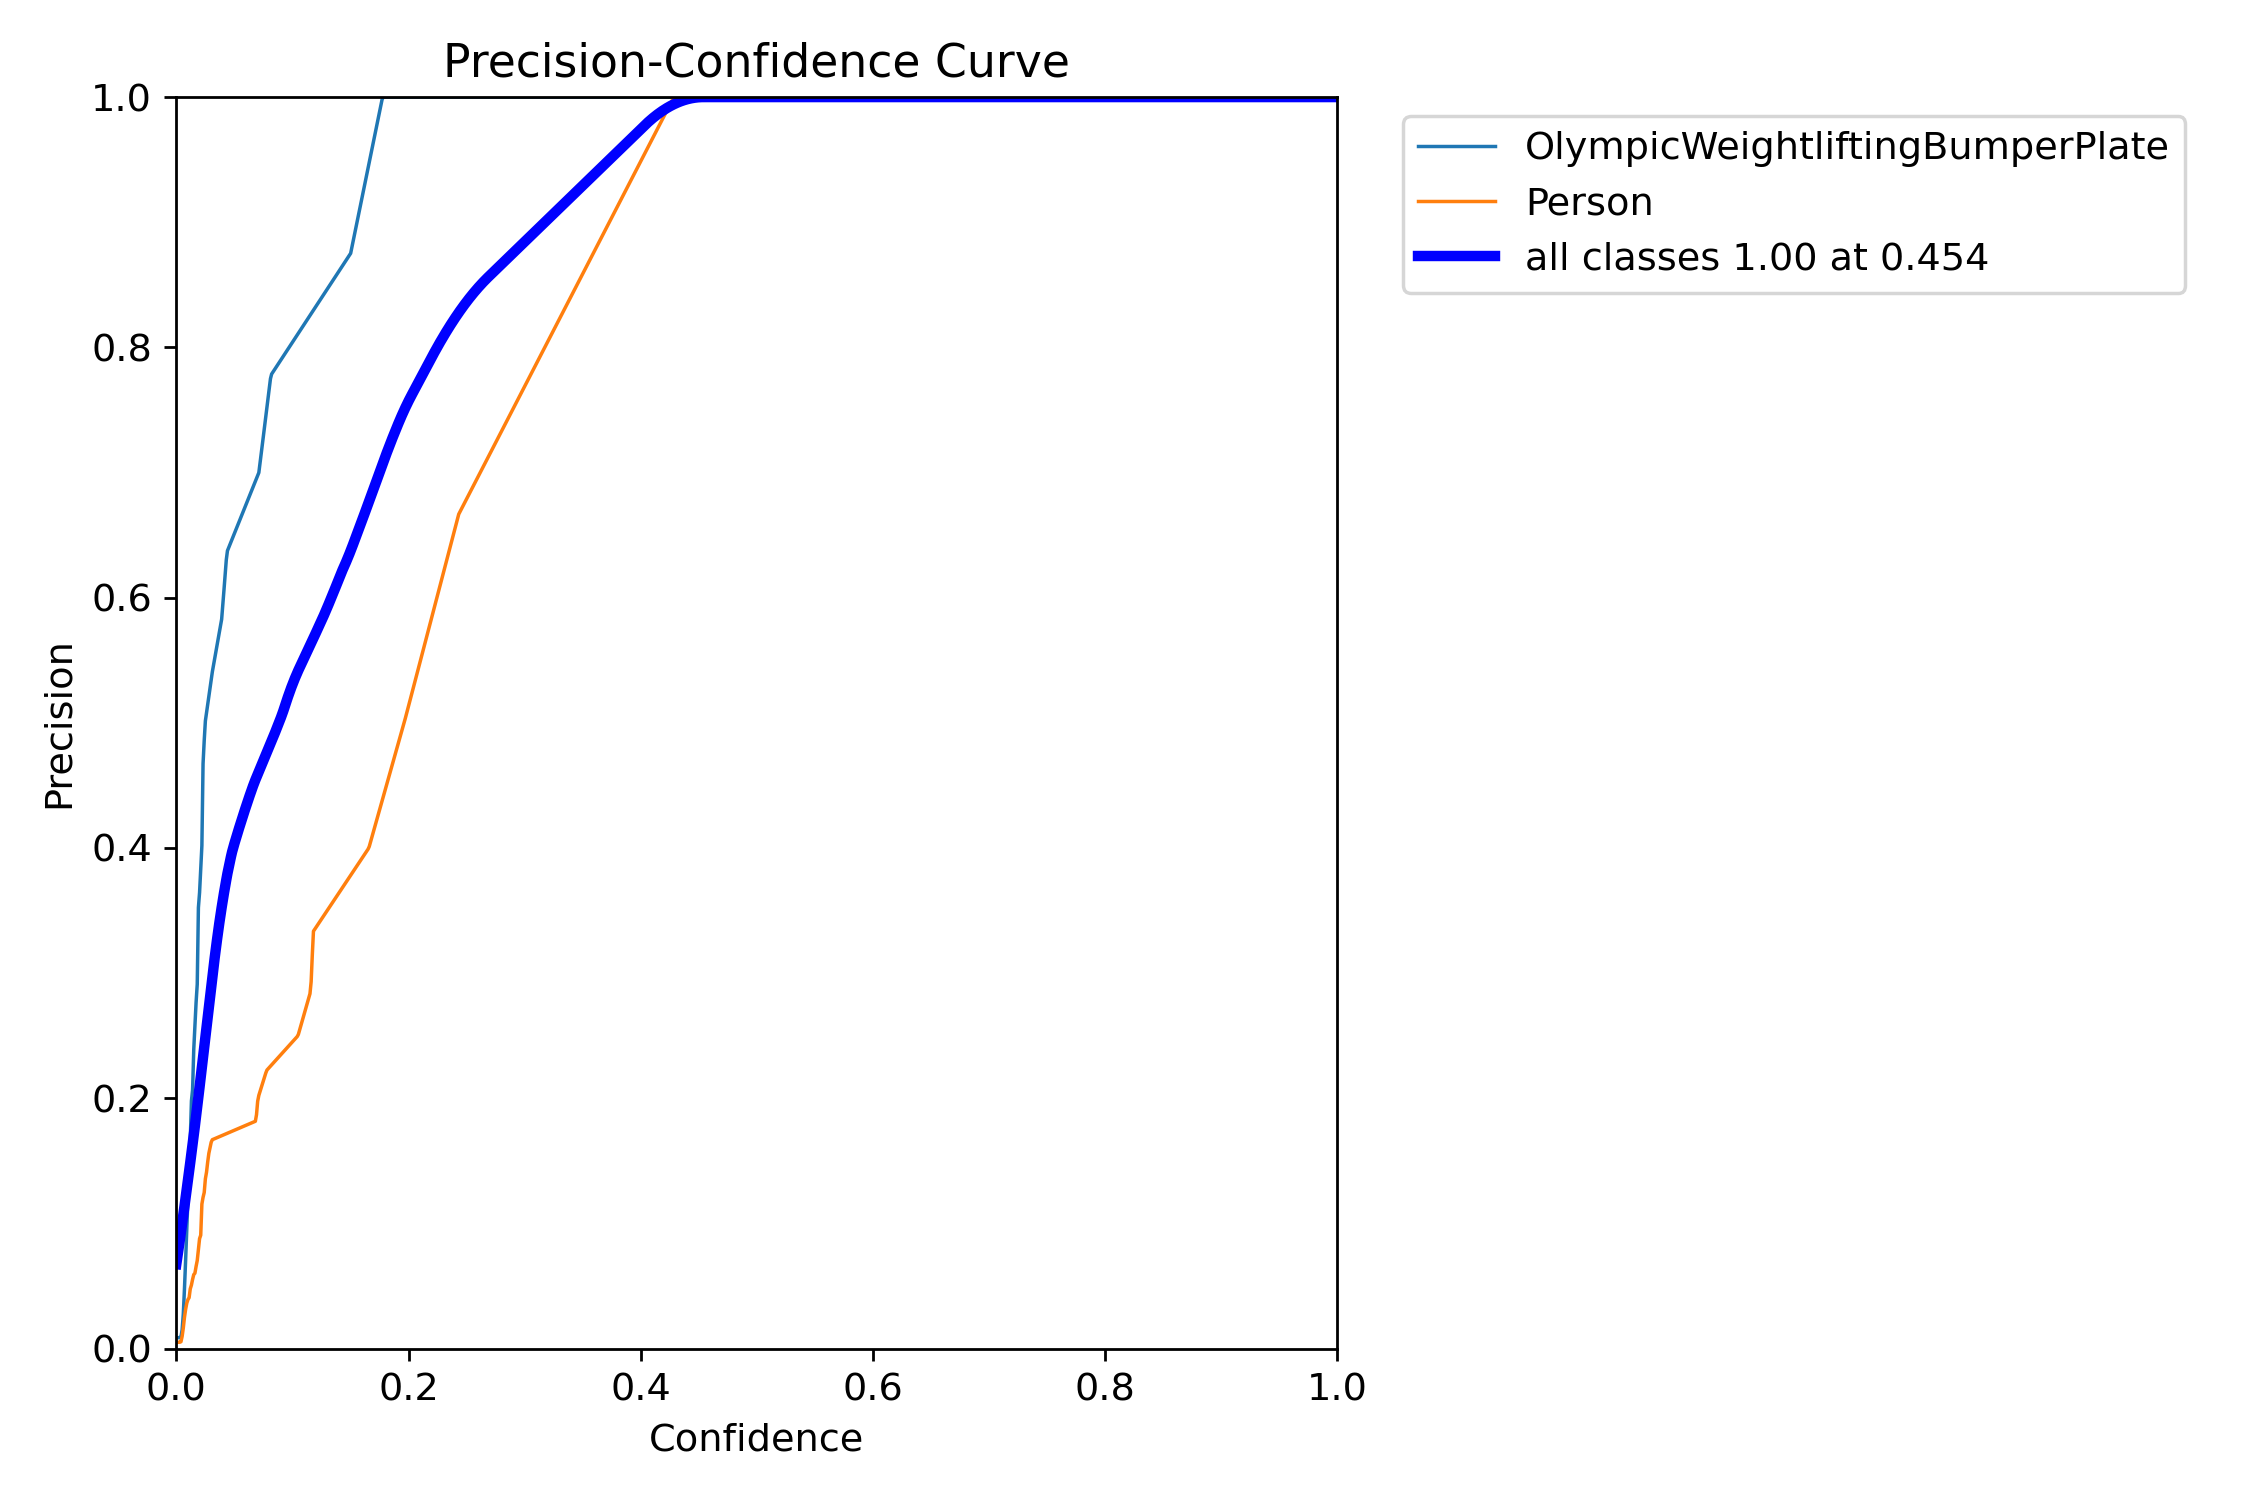 Precision-Confidence Curve
1.0
0.8
0.6
0.4
0.2
0.0
Precision
0.0 0.2 0.4 0.6 0.8 1.0
Confidence
OlympicWeightliftingBumperPlate
Person
all classes 1.00 at 0.454